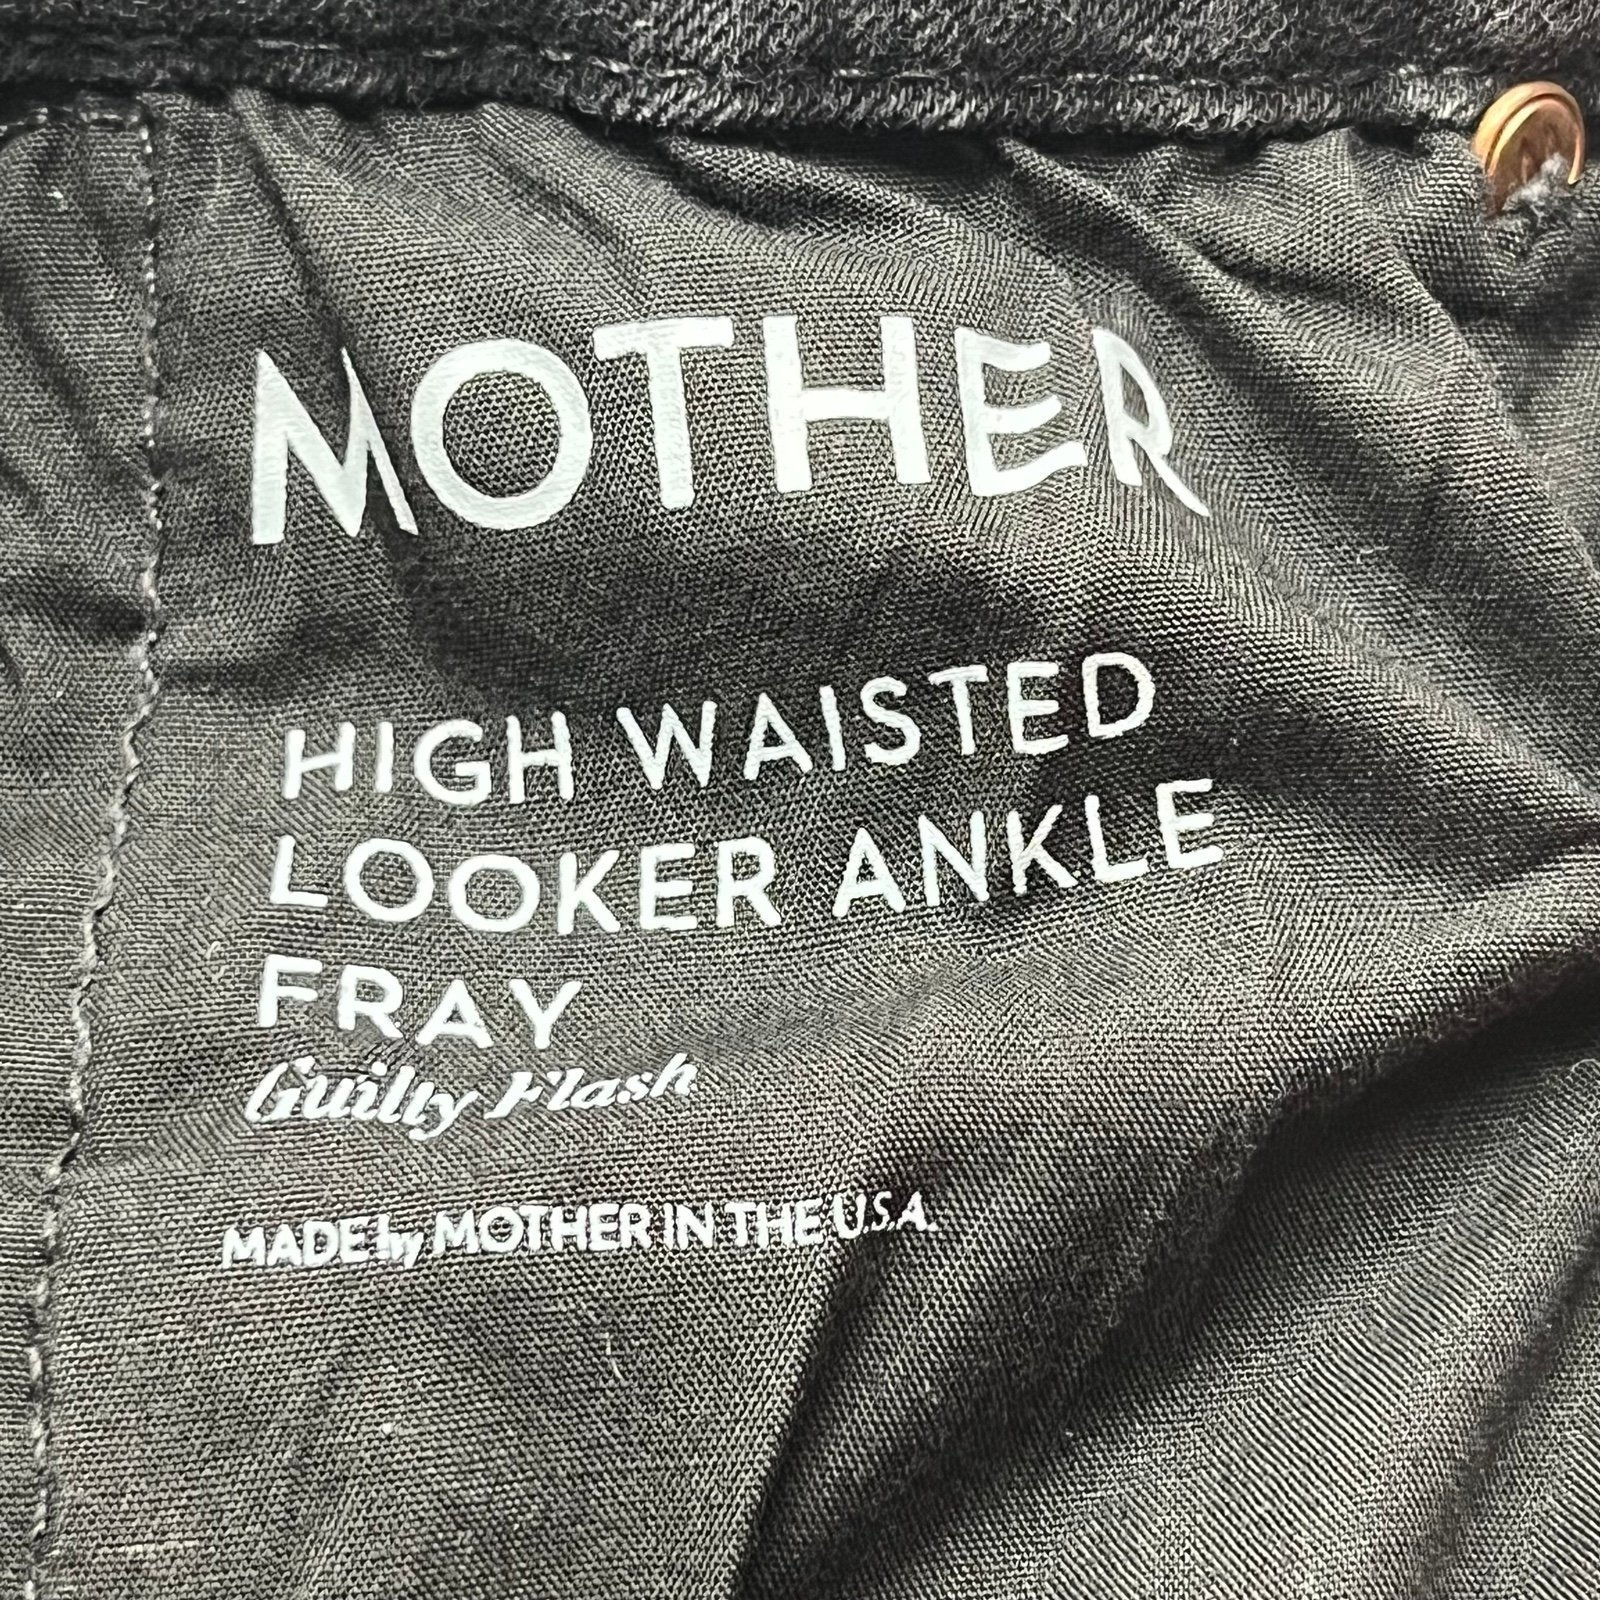 MOTHER
HIGH WAISTED
LOOKER ANKLE
FRAY
Guilty Flash
MADE by MOTHER IN THE U.S.A.